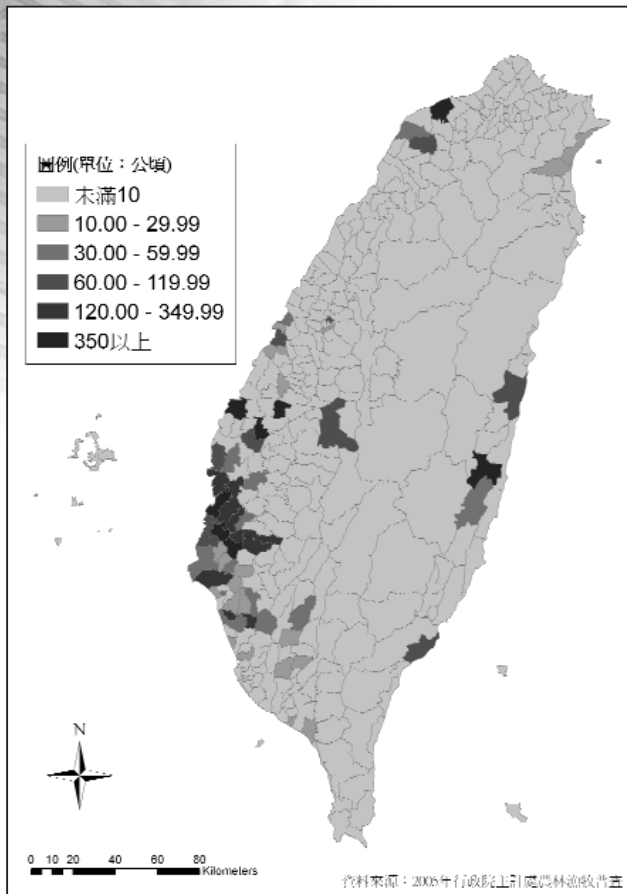 圖例(單位：公頃)
未滿10
10.00 - 29.99
30.00 - 59.99
60.00 - 119.99
120.00 - 349.99
350以上
N
0 10 20 40 60 80
Kilometers
資料來源：2005年行政院主計處農林漁牧普查